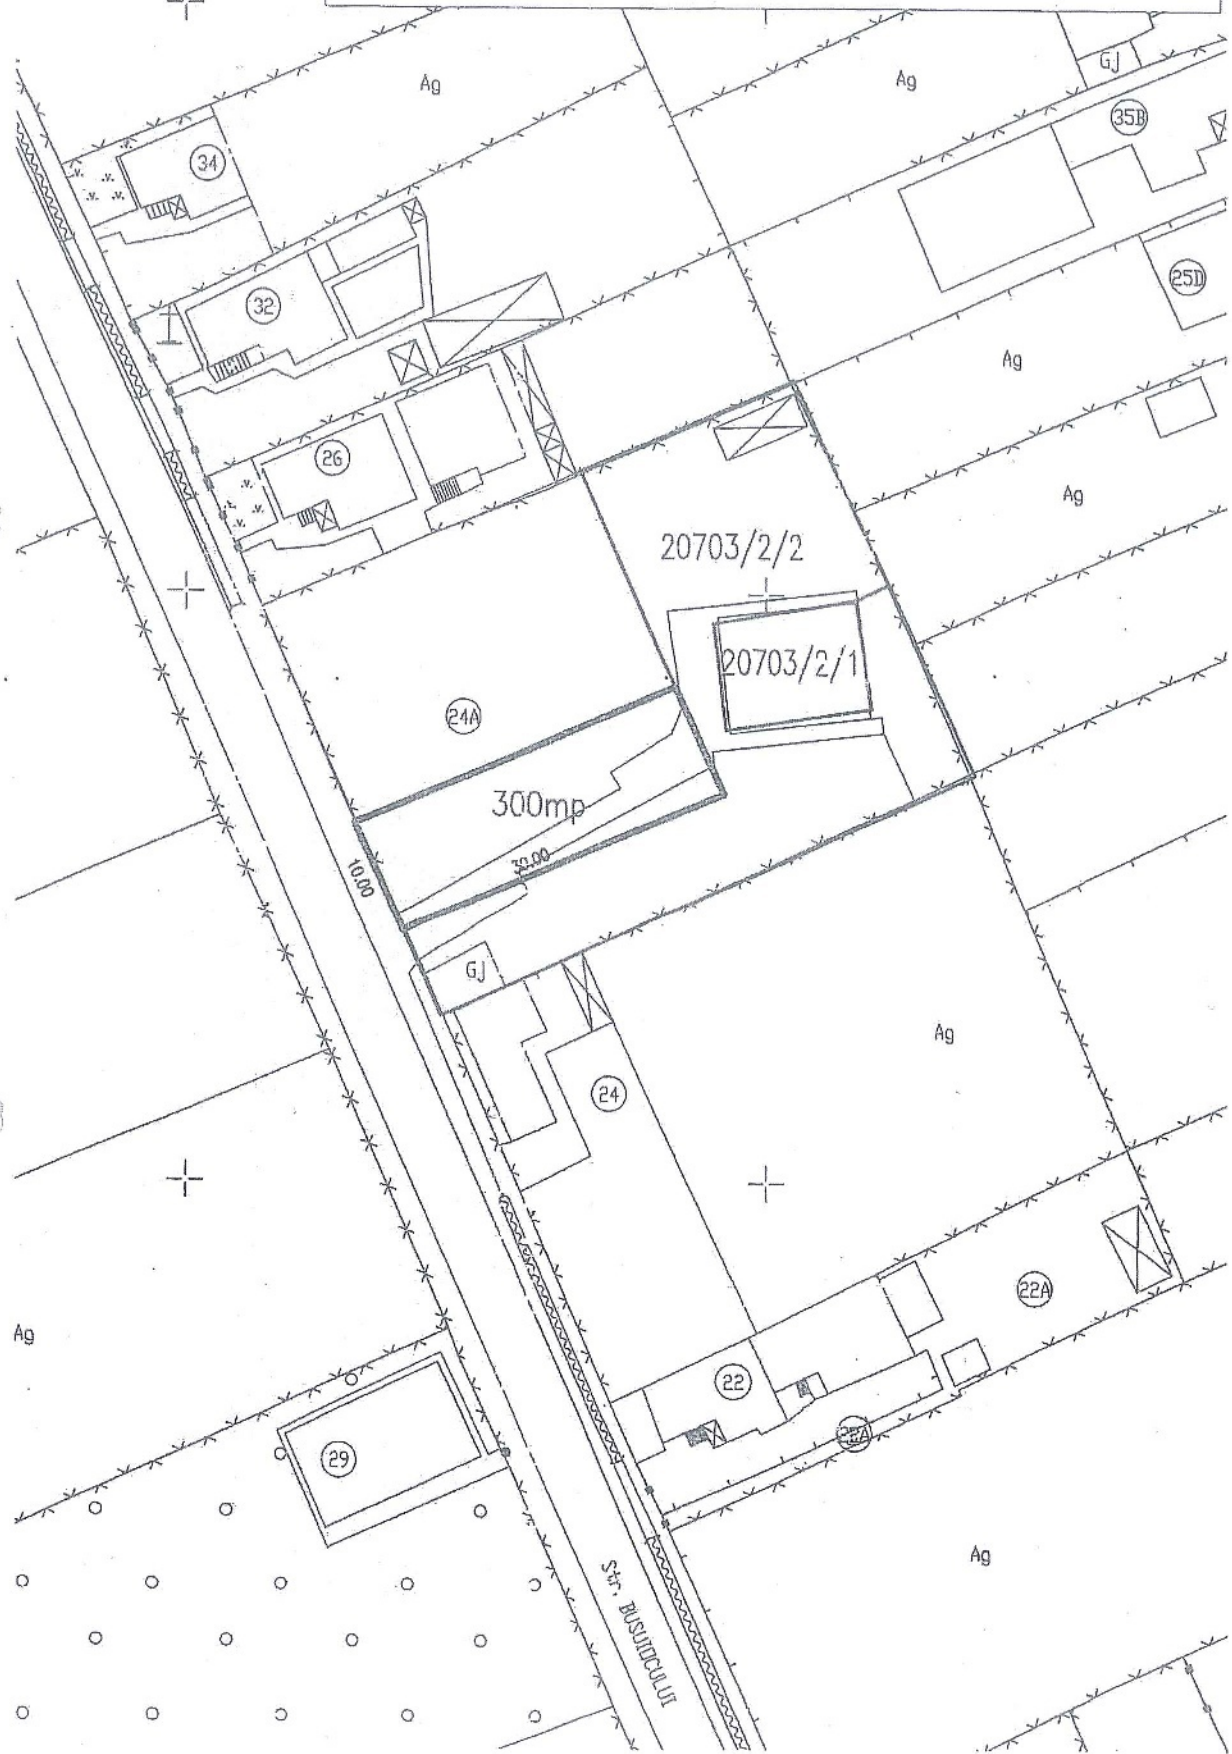 Ag
Ag
GJ
35B
34
25D
32
Ag
26
Ag
20703/2/2
20703/2/1
24A
300mp
30.00
10.00
GJ
Ag
24
22A
Ag
22
29
Ag
Str. BUSUIOCULUI